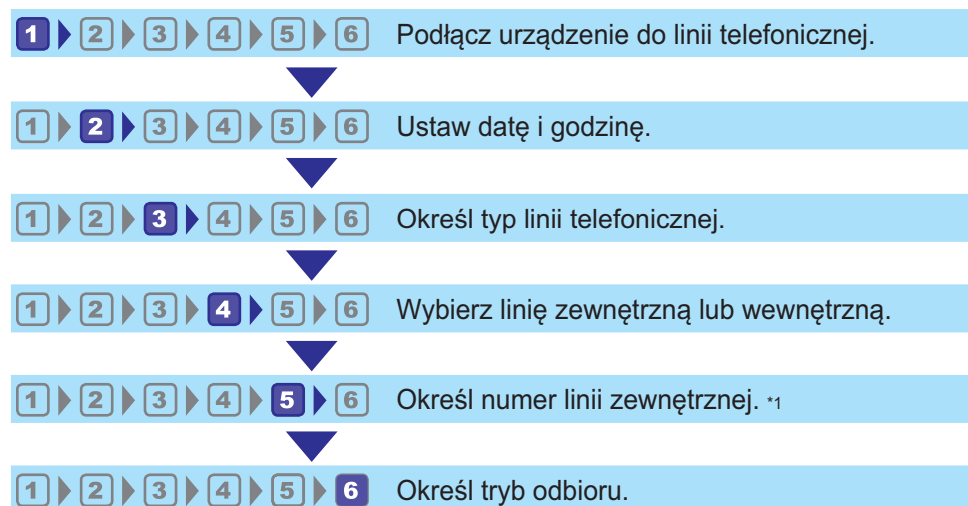 1 2 3 4 5 6 Podłącz urządzenie do linii telefonicznej.
1 2 3 4 5 6 Ustaw datę i godzinę.
1 2 3 4 5 6 Określ typ linii telefonicznej.
1 2 3 4 5 6 Wybierz linię zewnętrzną lub wewnętrzną.
1 2 3 4 5 6 Określ numer linii zewnętrznej. *1
1 2 3 4 5 6 Określ tryb odbioru.